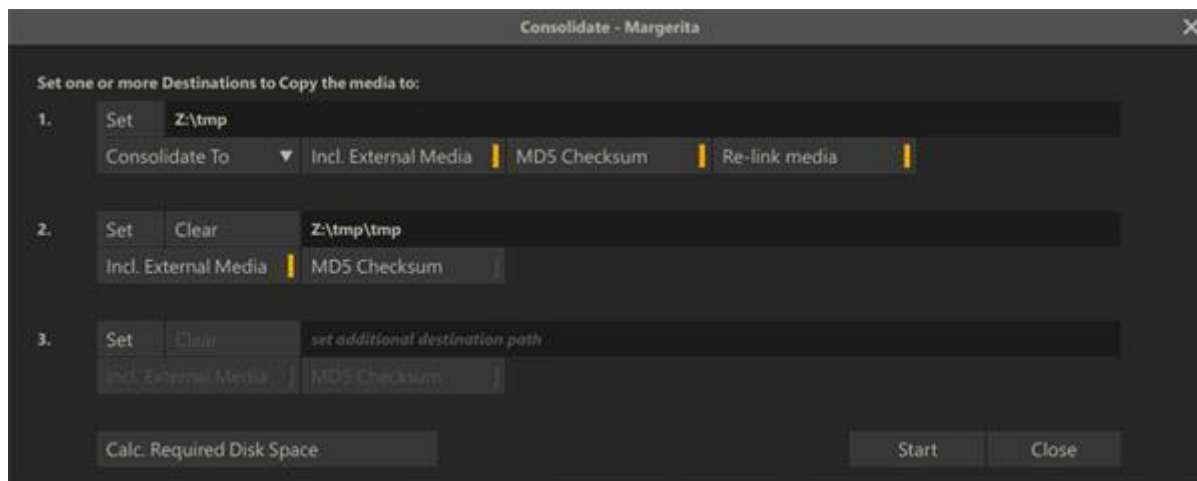 Consolidate - Margerita
Set one or more Destinations to Copy the media to:
1. Set Z:\tmp
Consolidate To Incl. External Media MD5 Checksum Re-link media
2. Set Clear Z:\tmp\tmp
Incl. External Media MD5 Checksum
3. Set Clear set additional destination path
Incl. External Media MD5 Checksum
Calc. Required Disk Space Start Close